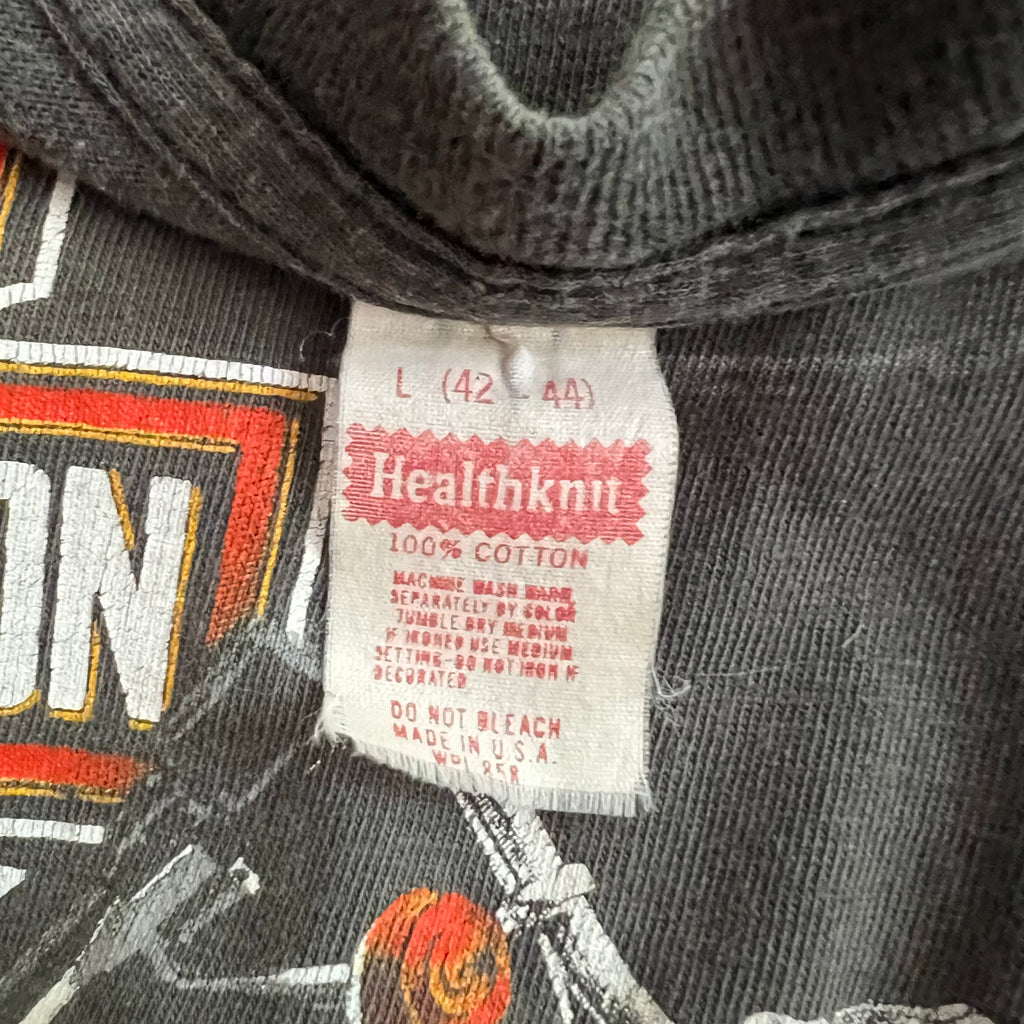 L (42 - 44)
Healthknit
100% COTTON
MACHINE WASH WARM
SEPARATELY BY COLOR
TUMBLE DRY MEDIUM
IF IRONED USE MEDIUM
SETTING-DO NOT IRON IF
DECORATED
DO NOT BLEACH
MADE IN U.S.A.
ON